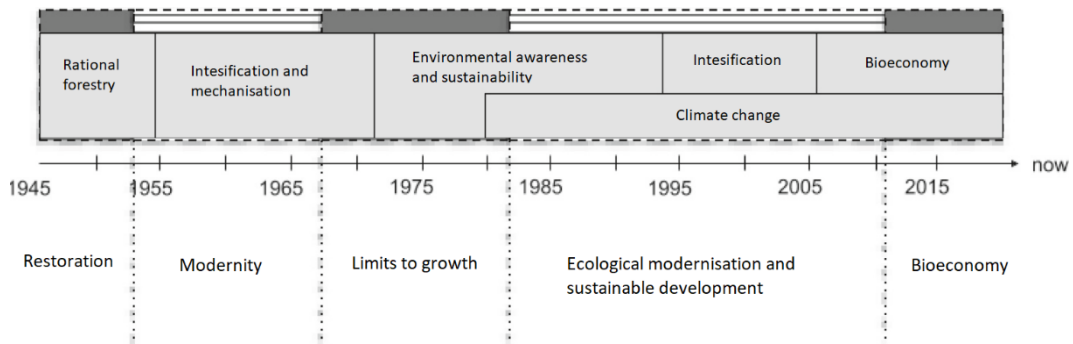 Rational
forestry
Intesification and
mechanisation
Environmental awareness
and sustainability
Intesification
Bioeconomy
Climate change
1945
1955
1965
1975
1985
1995
2005
2015
now
Restoration
Modernity
Limits to growth
Ecological modernisation and
sustainable development
Bioeconomy